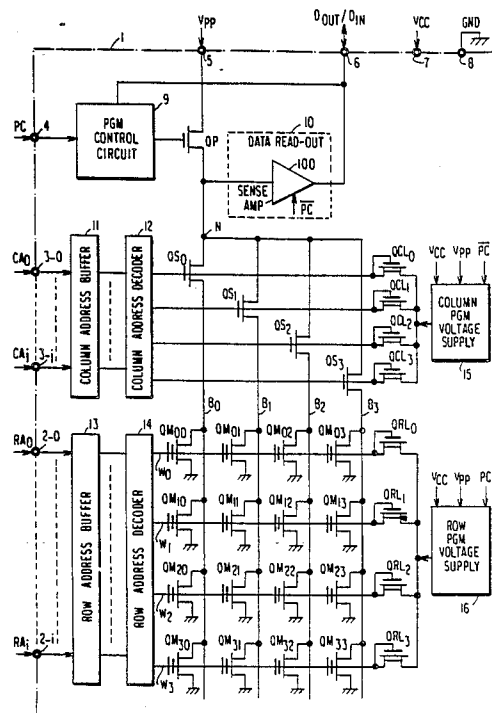 DOUT/DIN
VPP
VCC
GND
1
5
6
7
8
9
10
PC
4
PGM CONTROL CIRCUIT
QP
DATA READ-OUT
100
SENSE AMP
PC
N
11
12
CA0
3-0
CAi
3-i
COLUMN ADDRESS BUFFER
COLUMN ADDRESS DECODER
QS0
QS1
QS2
QS3
QCL0
QCL1
QCL2
QCL3
VCC VPP PC
COLUMN PGM VOLTAGE SUPPLY
15
B0
B1
B2
B3
13
14
RA0
2-0
RAi
2-i
ROW ADDRESS BUFFER
ROW ADDRESS DECODER
QM00 QM01 QM02 QM03 QRL0
W0
QM10 QM11 QM12 QM13 QRL1
W1
QM20 QM21 QM22 QM23 QRL2
W2
QM30 QM31 QM32 QM33 QRL3
W3
VCC VPP PC
ROW PGM VOLTAGE SUPPLY
16